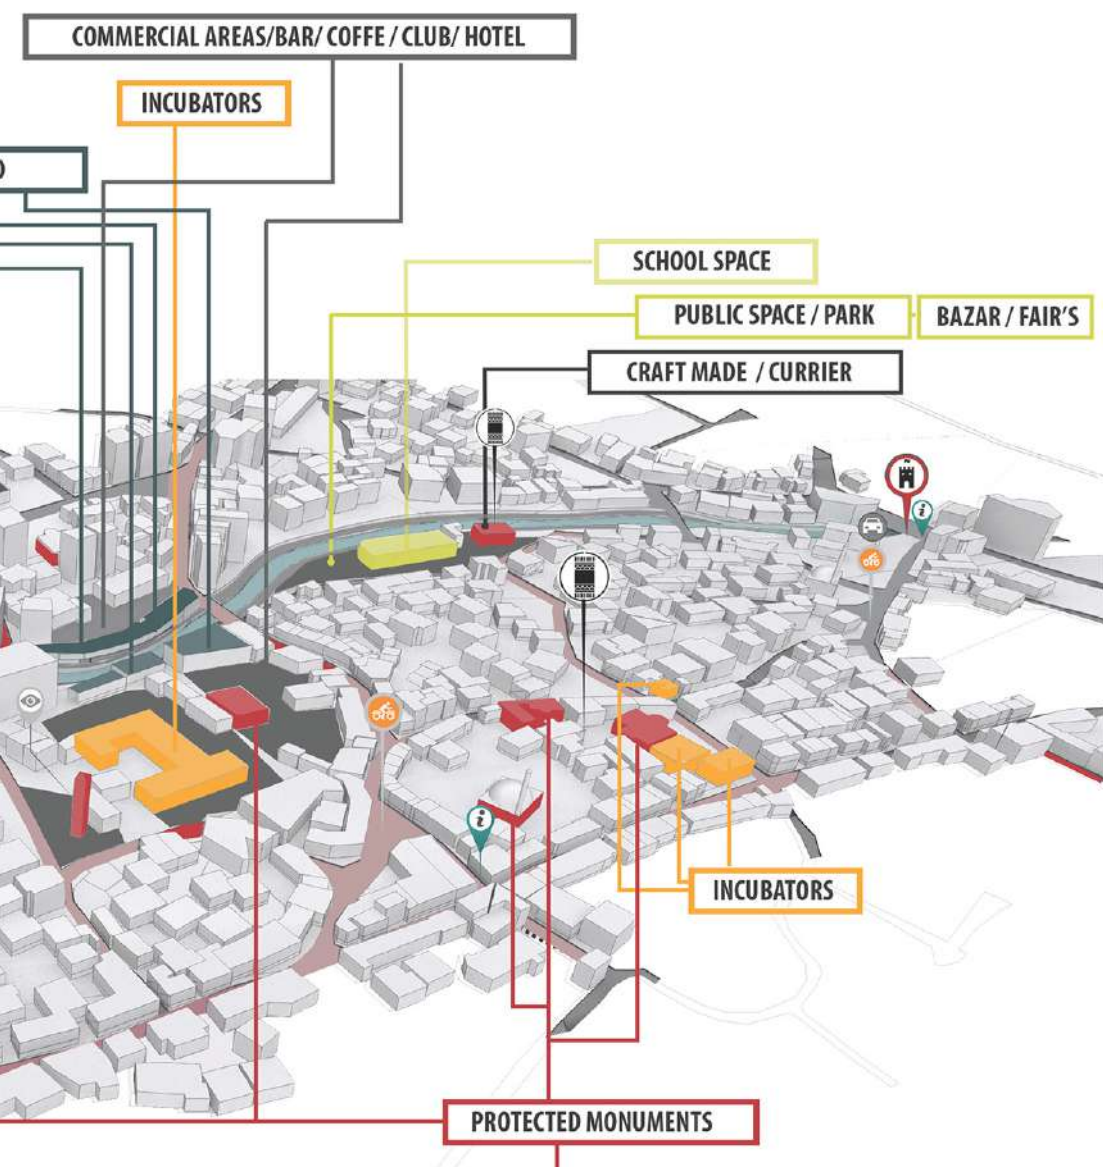 COMMERCIAL AREAS/BAR/ COFFE / CLUB/ HOTEL
INCUBATORS
SCHOOL SPACE
PUBLIC SPACE / PARK
BAZAR / FAIR'S
CRAFT MADE / CURRIER
i
i
INCUBATORS
PROTECTED MONUMENTS